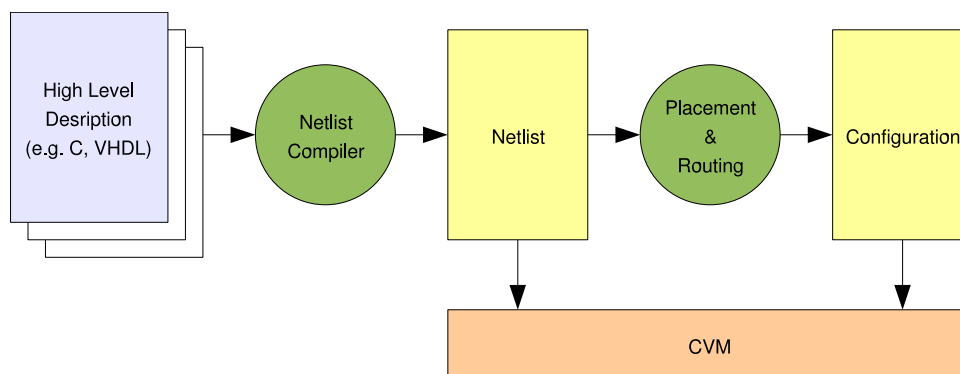 High Level
Desription
(e.g. C, VHDL)
Netlist
Compiler
Netlist
Placement
&
Routing
Configuration
CVM